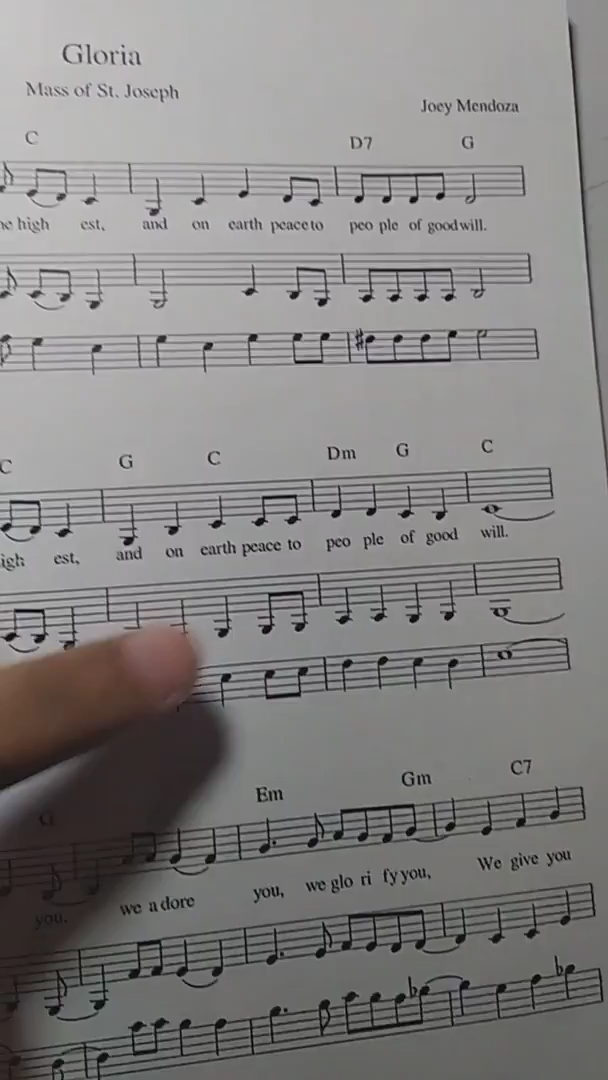 Gloria
Mass of St. Joseph
Joey Mendoza
C D7 G
high est, and on earth peace to peo ple of good will.
C G C Dm G C
est, and on earth peace to peo ple of good will.
G Em Gm C7
you, we a dore you, we glo ri fy you, We give you